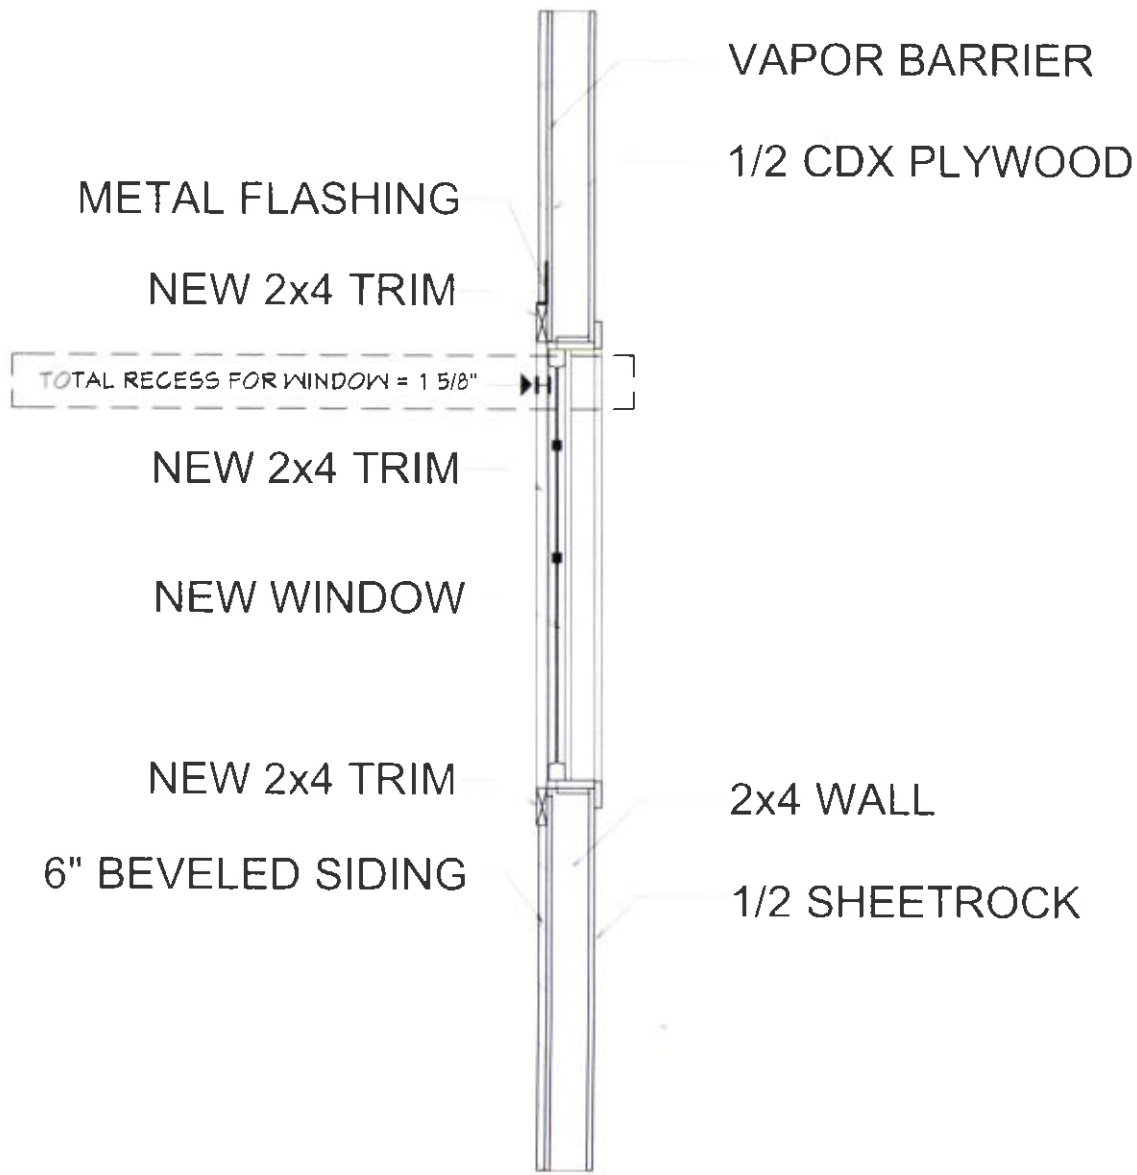 VAPOR BARRIER
1/2 CDX PLYWOOD
METAL FLASHING
NEW 2x4 TRIM
TOTAL RECESS FOR WINDOW = 1 5/8"
NEW 2x4 TRIM
NEW WINDOW
NEW 2x4 TRIM
2x4 WALL
6" BEVELED SIDING
1/2 SHEETROCK